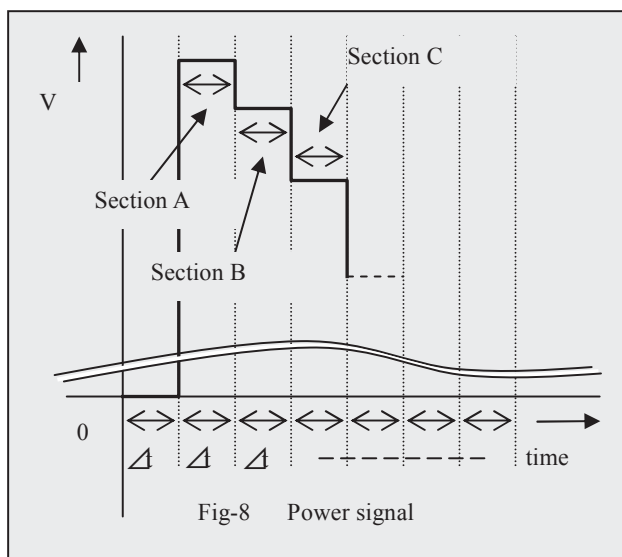 Section C
V
Section A
Section B
0
⊿t ⊿t ⊿t
time
Fig-8 Power signal